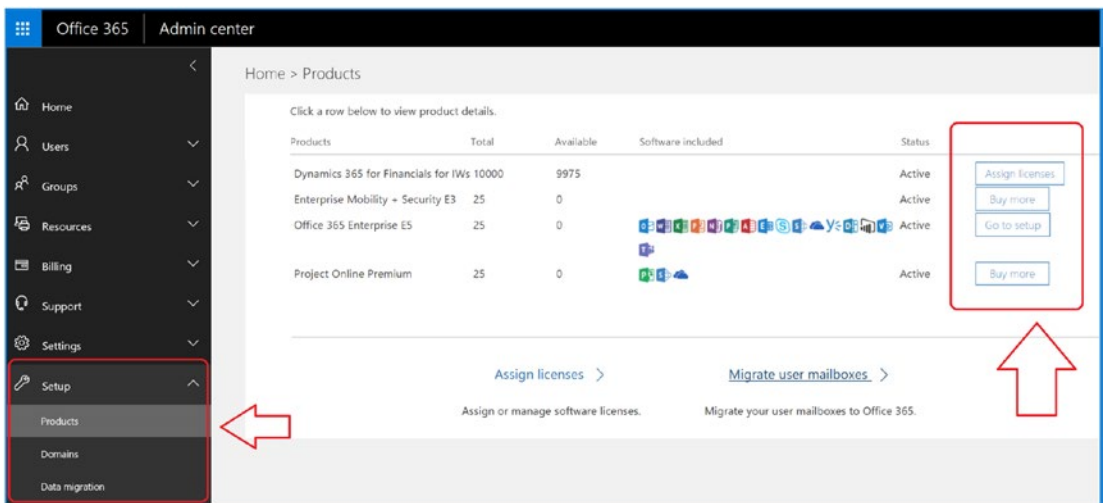 Office 365 Admin center
Home > Products
Home
Users
Groups
Resources
Billing
Support
Settings
Setup
Products
Domains
Data migration
Click a row below to view product details.
Products Total Available Software included Status
Dynamics 365 for Financials for IWs 10000 9975 Active Assign licenses
Enterprise Mobility + Security E3 25 0 Active Buy more
Office 365 Enterprise E5 25 0 Active Go to setup
Project Online Premium 25 0 Active Buy more
Assign licenses >
Assign or manage software licenses.
Migrate user mailboxes >
Migrate your user mailboxes to Office 365.